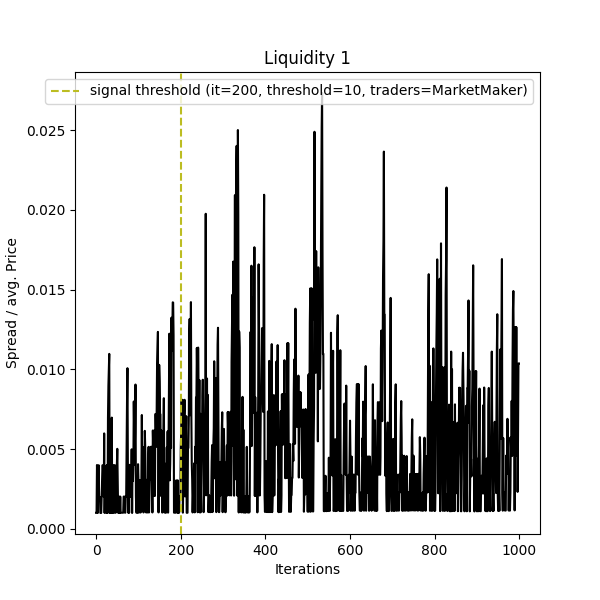 Liquidity 1
signal threshold (it=200, threshold=10, traders=MarketMaker)
0.025
0.020
0.015
0.010
0.005
0.000
Spread / avg. Price
0 200 400 600 800 1000
Iterations